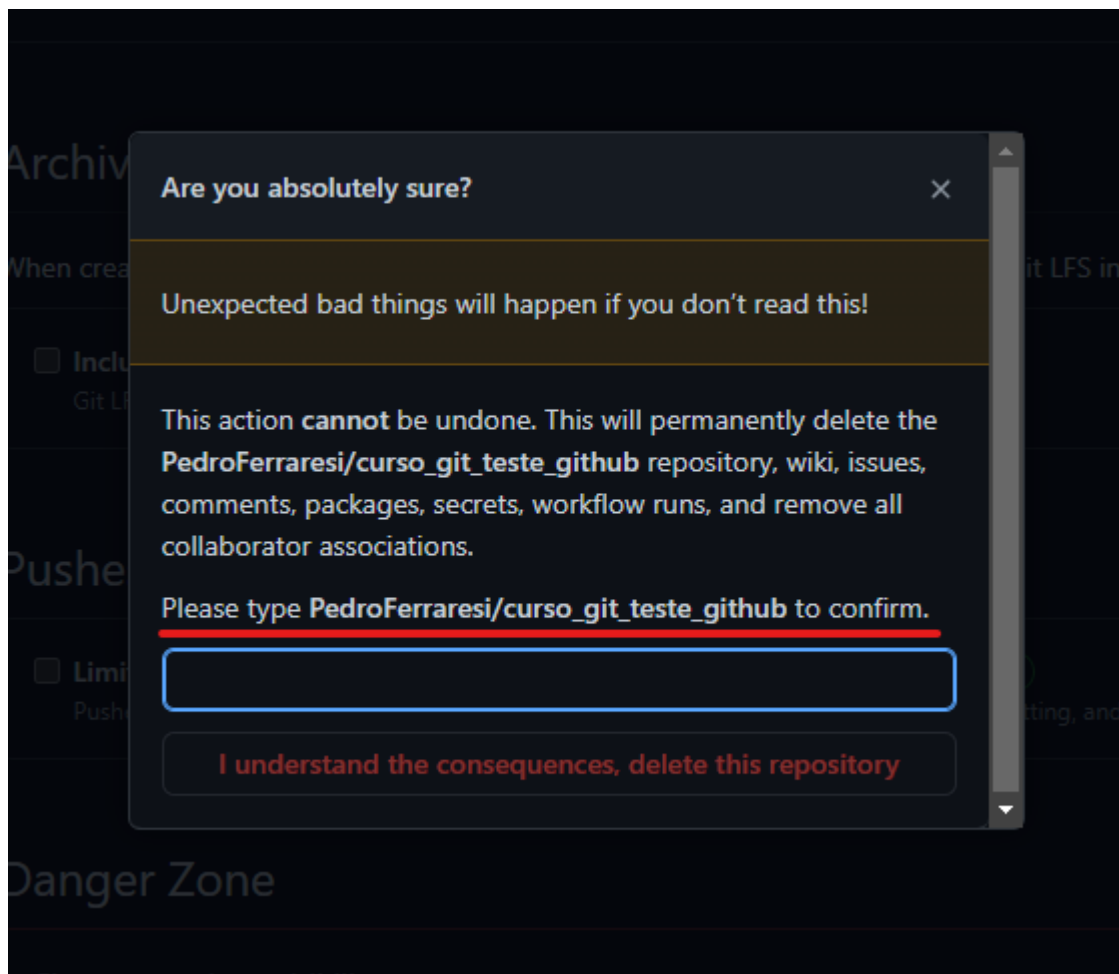 Archiv
Are you absolutely sure?
When crea
it LFS in
Unexpected bad things will happen if you don’t read this!
Inclu
Git LF
This action cannot be undone. This will permanently delete the
PedroFerraresi/curso_git_teste_github repository, wiki, issues,
comments, packages, secrets, workflow runs, and remove all
collaborator associations.
Pushe
Please type PedroFerraresi/curso_git_teste_github to confirm.
Limi
Pushe
tting, and
I understand the consequences, delete this repository
Danger Zone